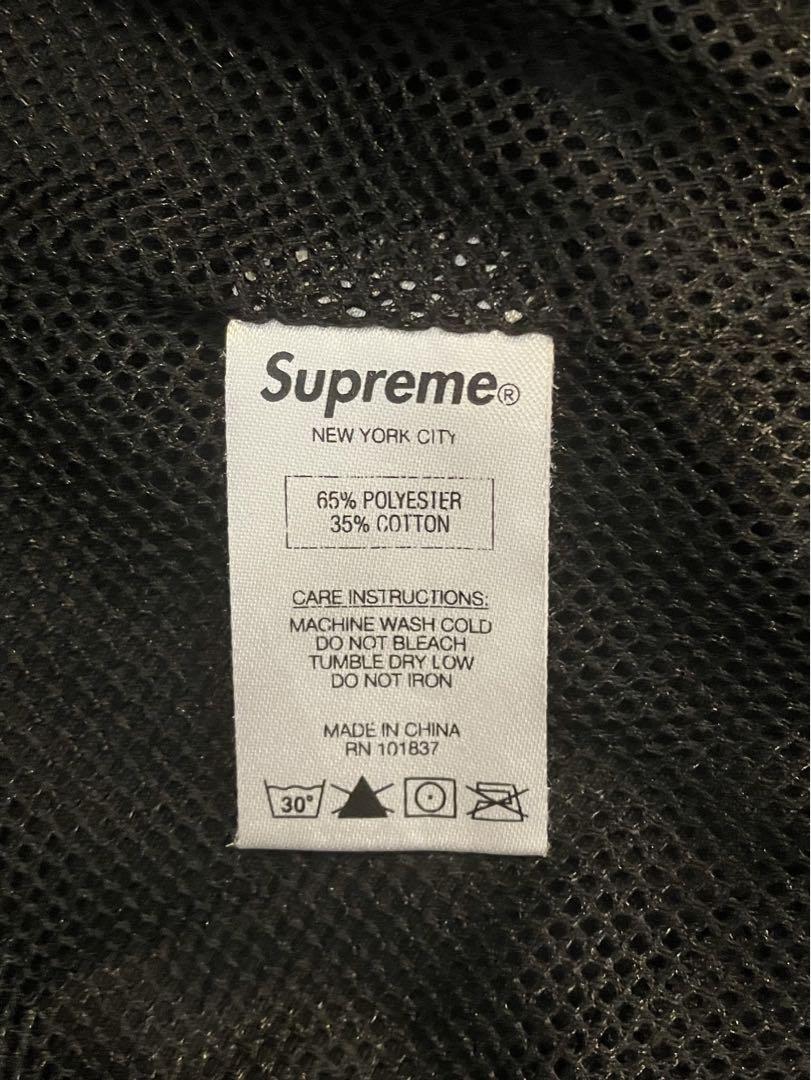 Supreme®
NEW YORK CITY
65% POLYESTER
35% COTTON
CARE INSTRUCTIONS:
MACHINE WASH COLD
DO NOT BLEACH
TUMBLE DRY LOW
DO NOT IRON
MADE IN CHINA
RN 101837
30°